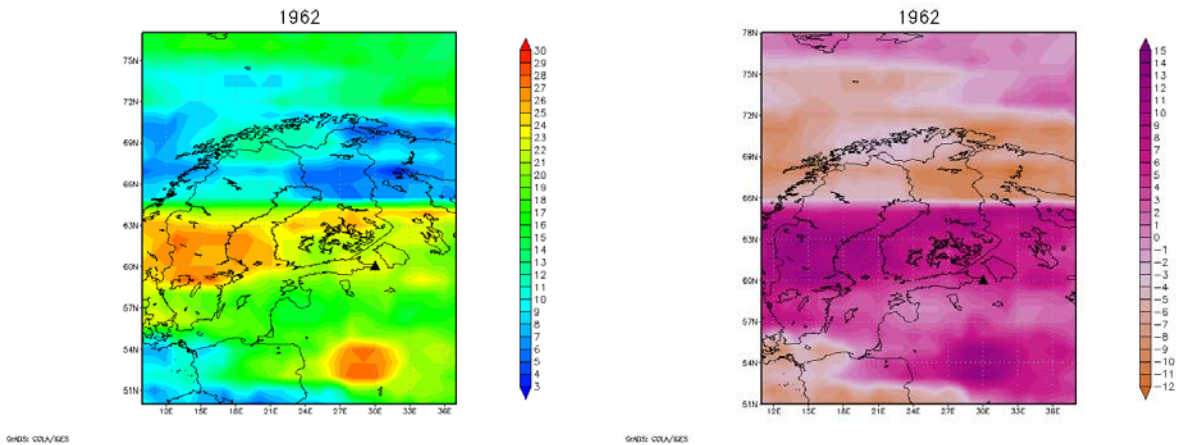 1962
75N
72N
69N
66N
63N
60N
57N
54N
51N
12E 15E 18E 21E 24E 27E 30E 33E 36E
30
29
28
27
26
24
23
22
20
19
18
17
16
15
14
13
12
11
10
9
8
7
6
5
4
3
GrADS: COLA/IGES
1962
78N
75N
72N
69N
66N
63N
60N
57N
54N
51N
12E 15E 18E 21E 24E 27E 30E 33E 36E
15
14
13
12
10
9
8
7
6
5
4
3
2
1
0
-1
-3
-4
-5
-6
-7
-8
-9
-10
-11
-12
GrADS: COLA/IGES